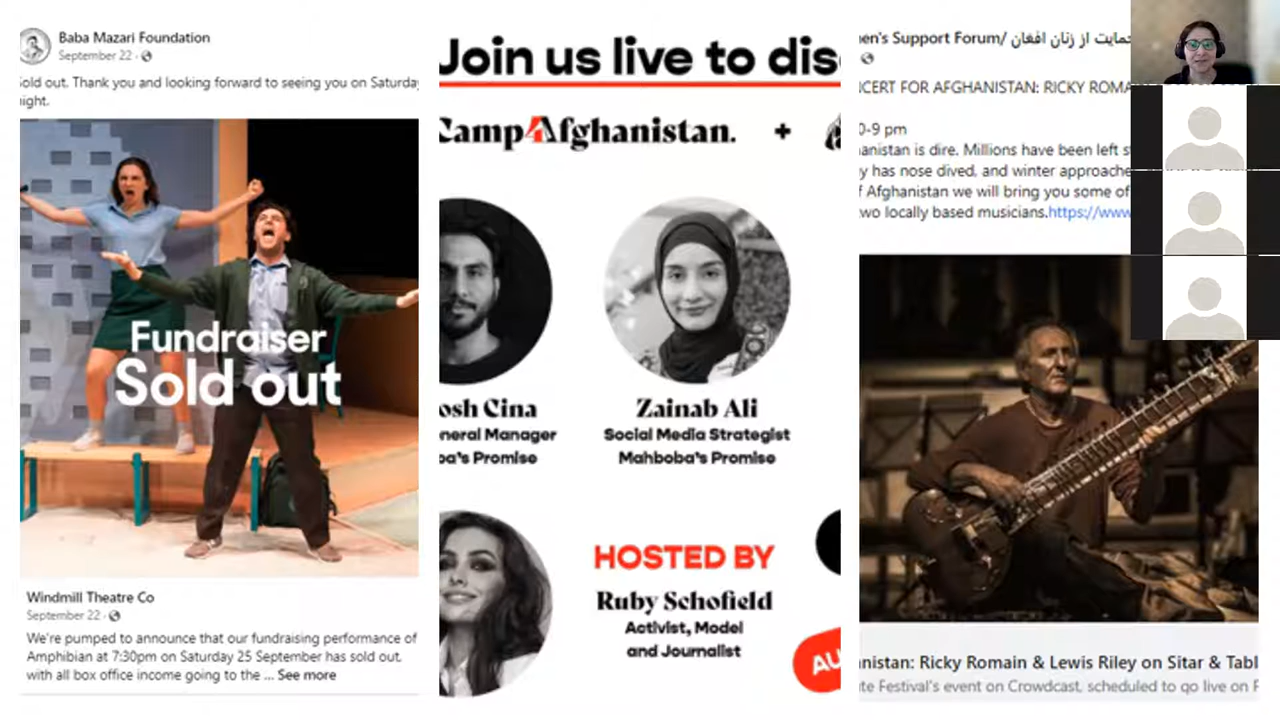 Baba Mazari Foundation
September 22
Sold out. Thank you and looking forward to seeing you on Saturday
night.
Fundraiser
Sold out
Windmill Theatre Co
September 22
We're pumped to announce that our fundraising performance of
Amphibian at 7:30pm on Saturday 25 September has sold out,
with all box office income going to the ... See more
Join us live to dis
Camp Afghanistan. +
osh Cina
neral Manager
ba's Promise
Zainab Ali
Social Media Strategist
Mahboba's Promise
HOSTED BY
Ruby Schofield
Activist, Model
and Journalist
AU
en's Support Forum/ حمایت از زنان افغان
NCERT FOR AFGHANISTAN: RICKY ROMA
0-9 pm
anistan is dire. Millions have been left s
y has nose dived, and winter approache
f Afghanistan we will bring you some of
wo locally based musicians.https://www
nistan: Ricky Romain & Lewis Riley on Sitar & Tabl
te Festival's event on Crowdcast, scheduled to go live on F